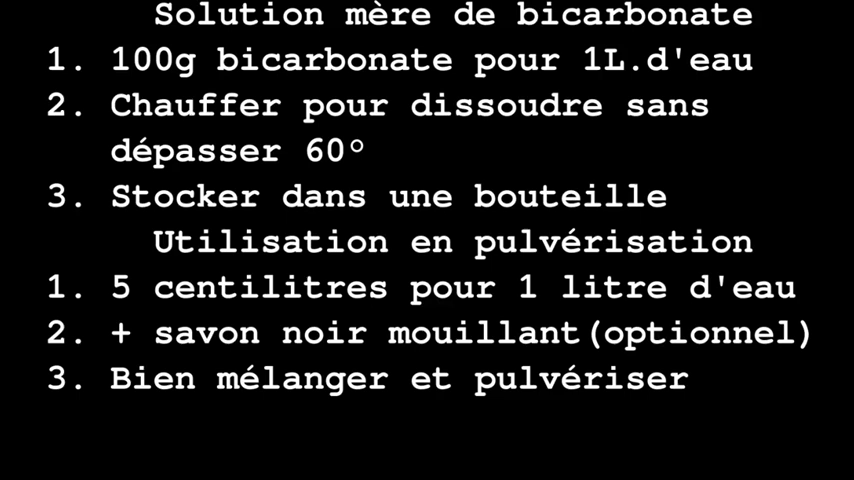 Solution mère de bicarbonate
1. 100g bicarbonate pour 1L.d'eau
2. Chauffer pour dissoudre sans
dépasser 60°
3. Stocker dans une bouteille
Utilisation en pulvérisation
1. 5 centilitres pour 1 litre d'eau
2. + savon noir mouillant(optionnel)
3. Bien mélanger et pulvériser